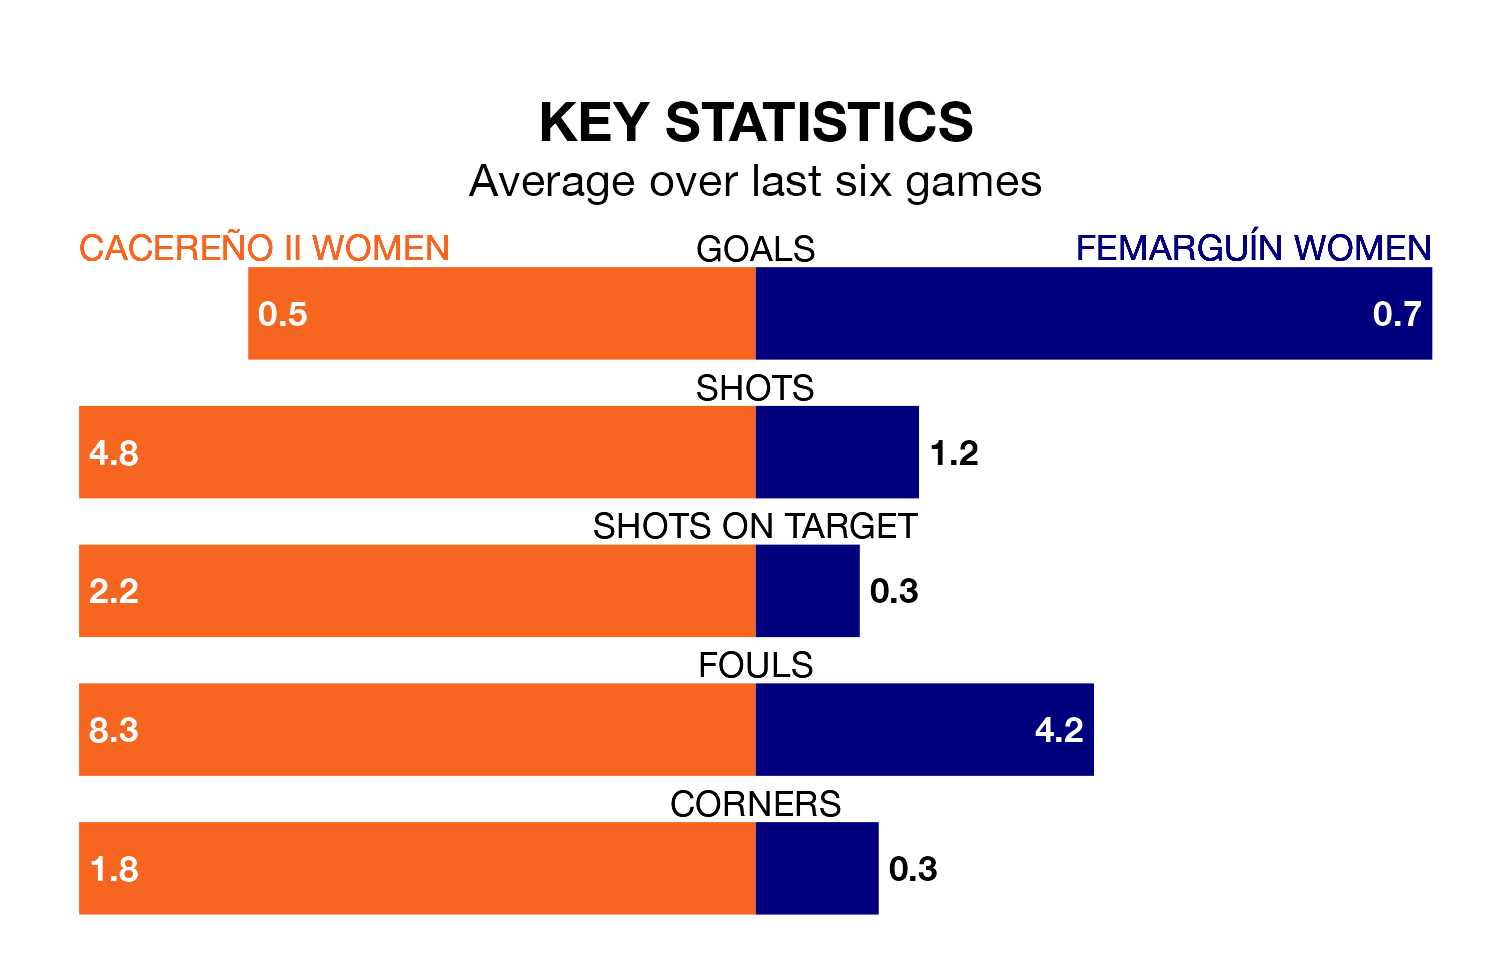 KEY STATISTICS
Average over last six games
CACEREÑO II WOMEN GOALS FEMARGUÍN WOMEN
0.5 0.7
SHOTS
4.8 1.2
SHOTS ON TARGET
2.2 0.3
FOULS
8.3 4.2
CORNERS
1.8 0.3